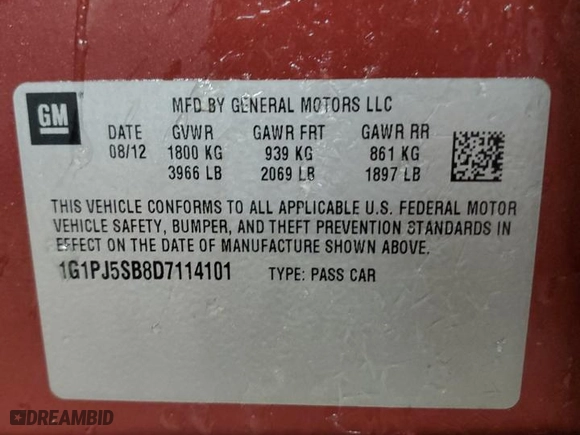 GM
MFD BY GENERAL MOTORS LLC
DATE GVWR GAWR FRT GAWR RR
08/12 1800 KG 939 KG 861 KG
3966 LB 2069 LB 1897 LB
THIS VEHICLE CONFORMS TO ALL APPLICABLE U.S. FEDERAL MOTOR
VEHICLE SAFETY, BUMPER, AND THEFT PREVENTION STANDARDS IN
EFFECT ON THE DATE OF MANUFACTURE SHOWN ABOVE.
1G1PJ5SB8D7114101 TYPE: PASS CAR
DREAMBID